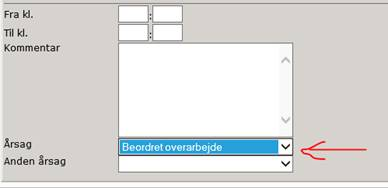 Fra kl. :
Til kl. :
Kommentar
Årsag Beordret overarbejde
Anden årsag